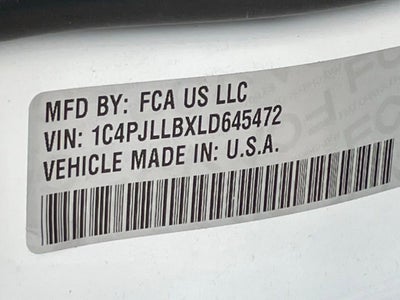 MFD BY: FCA US LLC
VIN: 1C4PJLLBXLD645472
VEHICLE MADE IN: U.S.A.